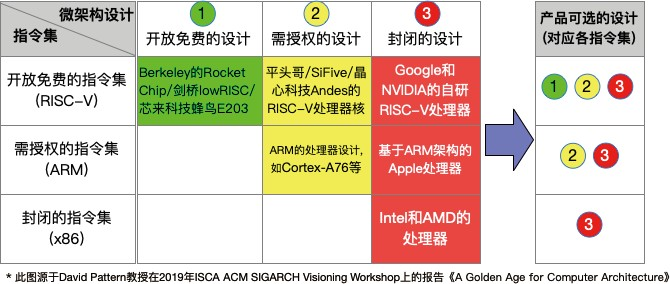 微架构设计
指令集
1
开放免费的设计
2
需授权的设计
3
封闭的设计
产品可选的设计
(对应各指令集)
开放免费的指令集
(RISC-V)
Berkeley的Rocket
Chip/剑桥lowRISC/
芯来科技蜂鸟E203
平头哥/SiFive/晶
心科技Andes的
RISC-V处理器核
Google和
NVIDIA的自研
RISC-V处理器
1 2 3
需授权的指令集
(ARM)
ARM的处理器设计,
如Cortex-A76等
基于ARM架构的
Apple处理器
2 3
封闭的指令集
(x86)
Intel和AMD的
处理器
3
* 此图源于David Pattern教授在2019年ISCA ACM SIGARCH Visioning Workshop上的报告《A Golden Age for Computer Architecture》